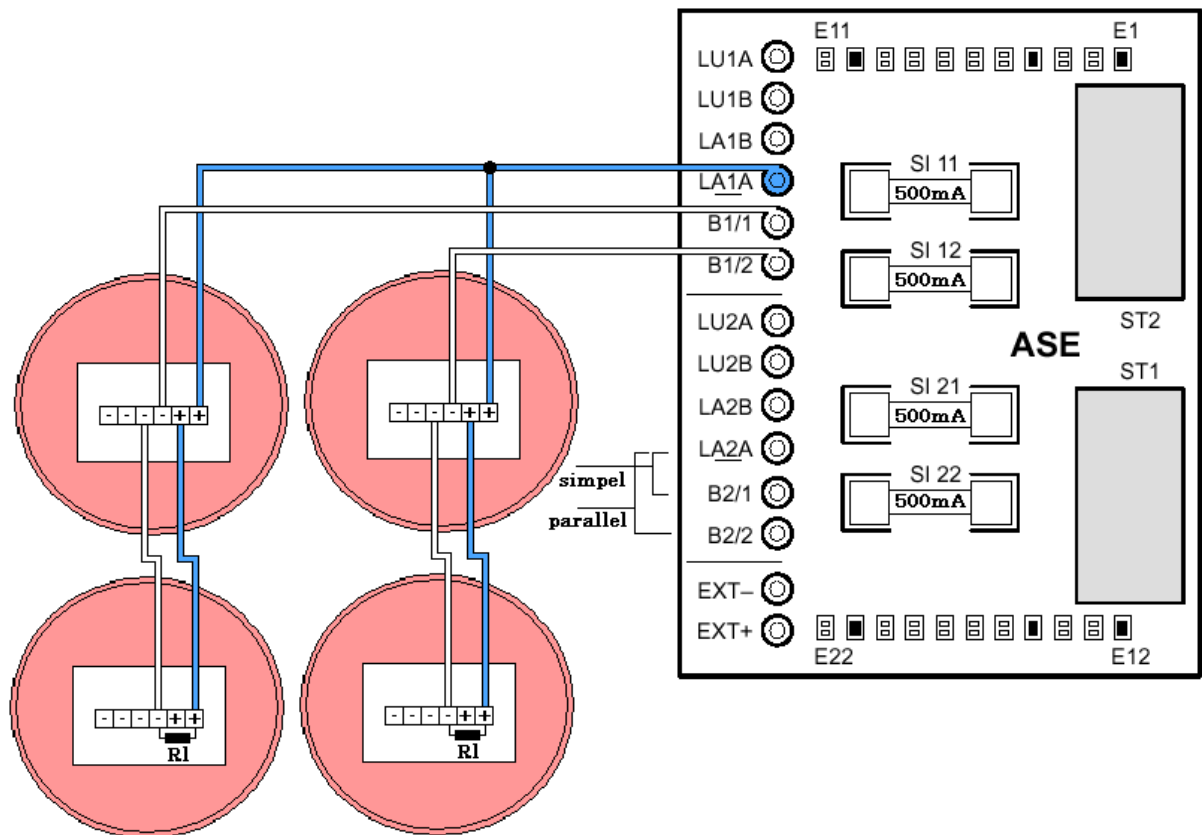 E11 E1
LU1A
LU1B
LA1B
LA1A
B1/1
B1/2
SI 11
500mA
SI 12
500mA
ST2
ASE
LU2A
LU2B
LA2B
LA2A
B2/1
B2/2
SI 21
500mA
SI 22
500mA
ST1
simpel
parallel
EXT–
EXT+
E22 E12
- - - - + +
- - - - + +
- - - - + +
Rl
- - - - + +
Rl